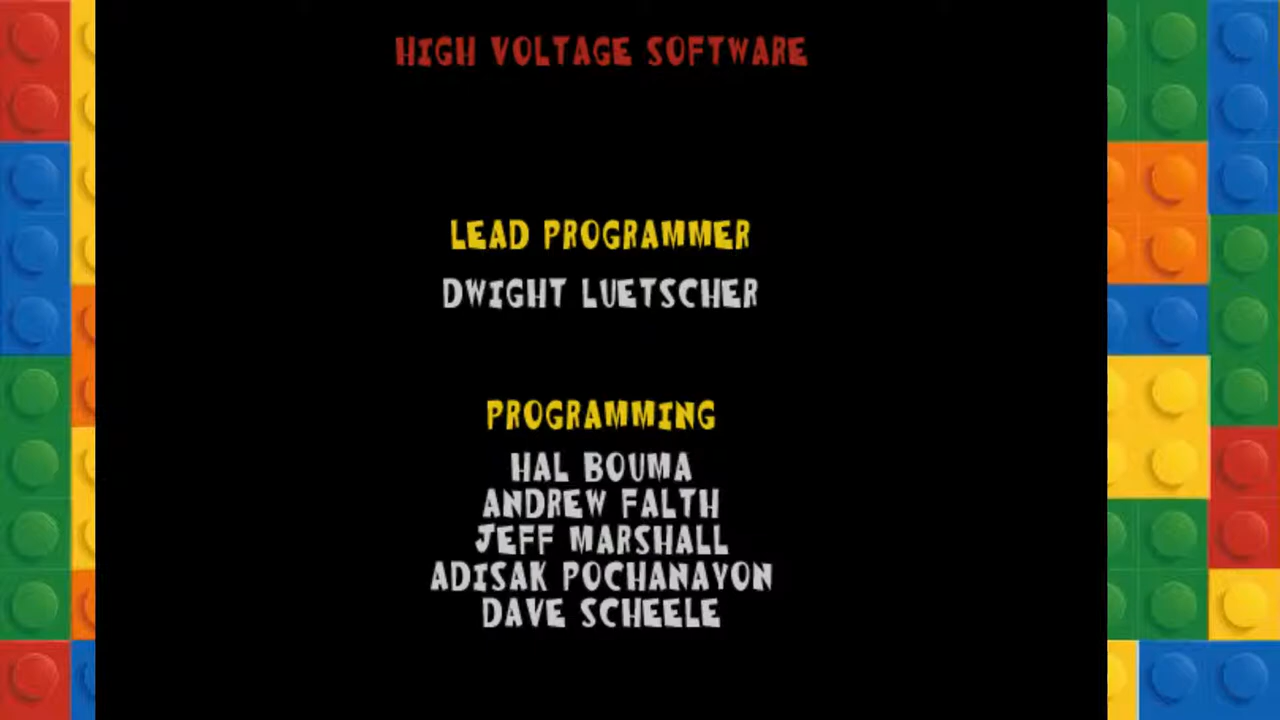 HIGH VOLTAGE SOFTWARE
LEAD PROGRAMMER
DWIGHT LUETSCHER
PROGRAMMING
HAL BOUMA
ANDREW FALTH
JEFF MARSHALL
ADISAK POCHANAYON
DAVE SCHEELE